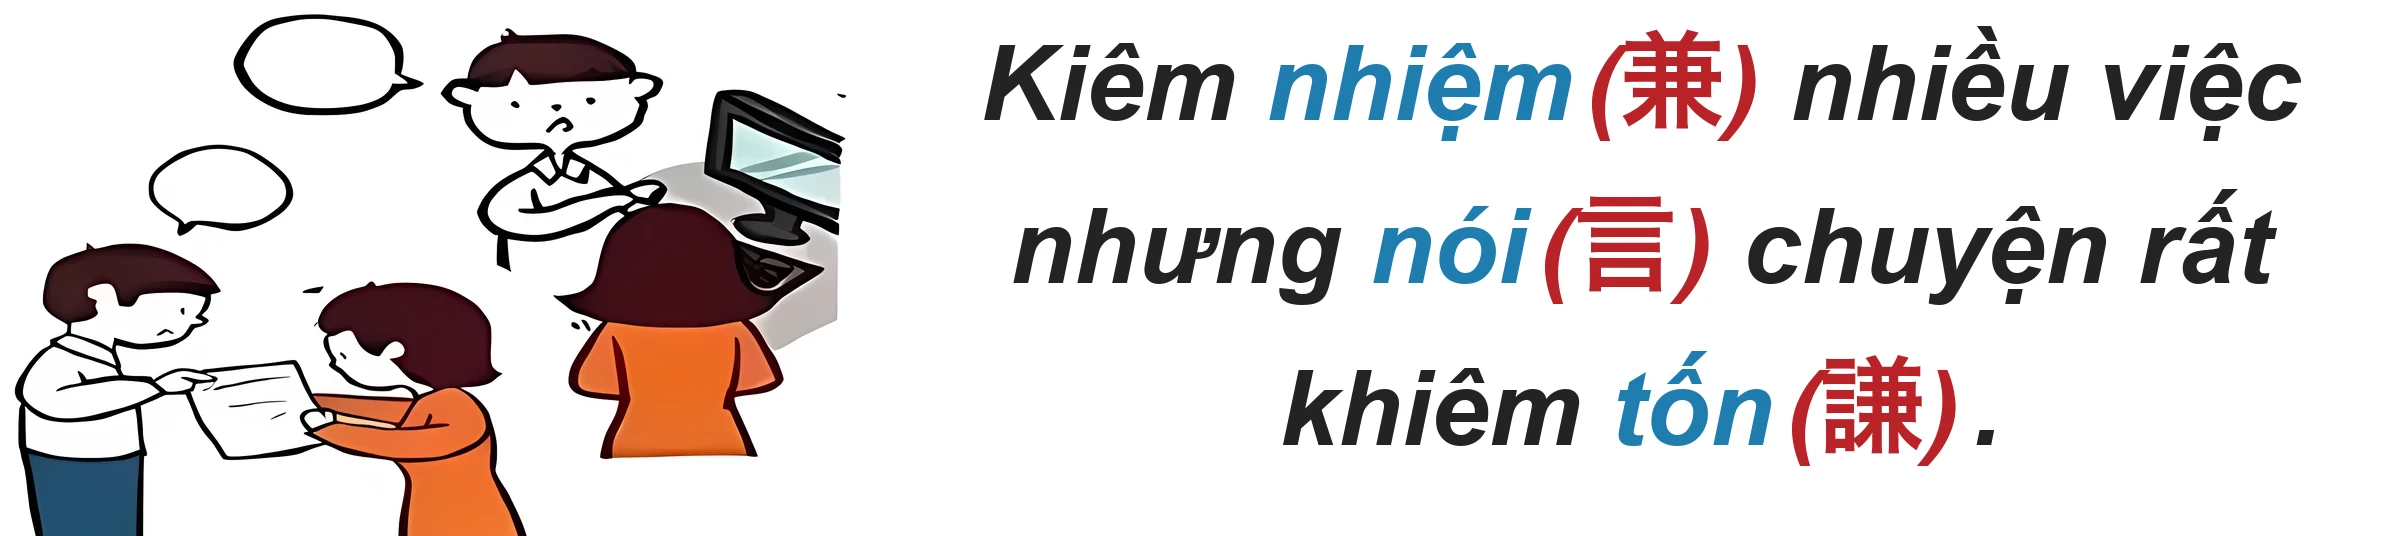 Kiêm nhiệm (兼) nhiều việc
nhưng nói (言) chuyện rất
khiêm tốn (謙) .